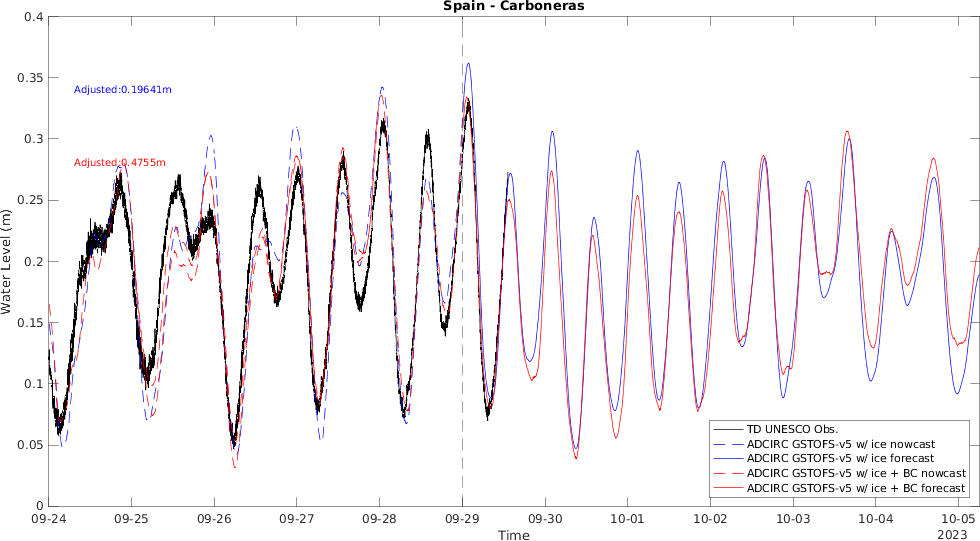 Spain - Carboneras
0.4
0.35
Adjusted:0.19641m
0.3
Adjusted:0.4755m
0.25
0.2
0.15
0.1
0.05
0
Water Level (m)
TD UNESCO Obs.
ADCIRC GSTOFS-v5 w/ ice nowcast
ADCIRC GSTOFS-v5 w/ ice forecast
ADCIRC GSTOFS-v5 w/ ice + BC nowcast
ADCIRC GSTOFS-v5 w/ ice + BC forecast
09-24 09-25 09-26 09-27 09-28 09-29 09-30 10-01 10-02 10-03 10-04 10-05
Time
2023